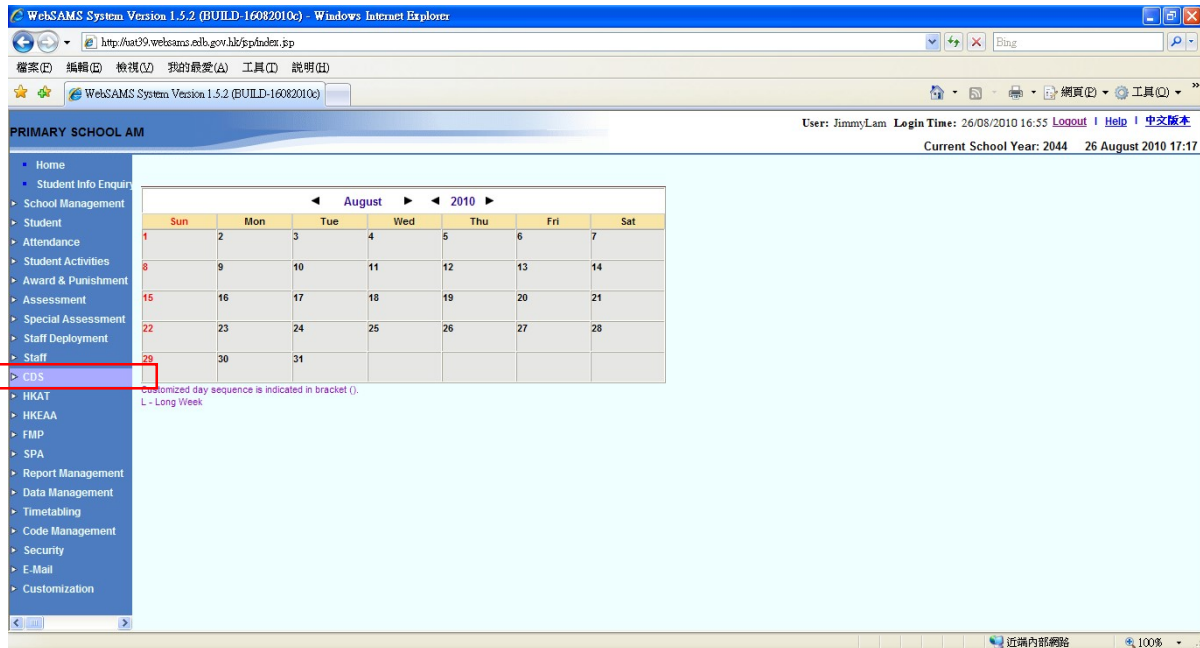 WebSAMS System Version 1.5.2 (BUILD-16082010c) - Windows Internet Explorer
http://uat39.websams.edb.gov.hk/jsp/index.jsp
Bing
檔案(F) 編輯(E) 檢視(V) 我的最愛(A) 工具(T) 說明(H)
WebSAMS System Version 1.5.2 (BUILD-16082010c)
網頁(P) 工具(O) »
PRIMARY SCHOOL AM
User: JimmyLam Login Time: 26/08/2010 16:55 Logout | Help | 中文版本
Current School Year: 2044 26 August 2010 17:17
Home
Student Info Enquiry
School Management
Student
Attendance
Student Activities
Award & Punishment
Assessment
Special Assessment
Staff Deployment
Staff
CDS
HKAT
HKEAA
FMP
SPA
Report Management
Data Management
Timetabling
Code Management
Security
E-Mail
Customization
August 2010
Sun Mon Tue Wed Thu Fri Sat
1 2 3 4 5 6 7
8 9 10 11 12 13 14
15 16 17 18 19 20 21
22 23 24 25 26 27 28
29 30 31
Customized day sequence is indicated in bracket ().
L - Long Week
近端內部網路 100%